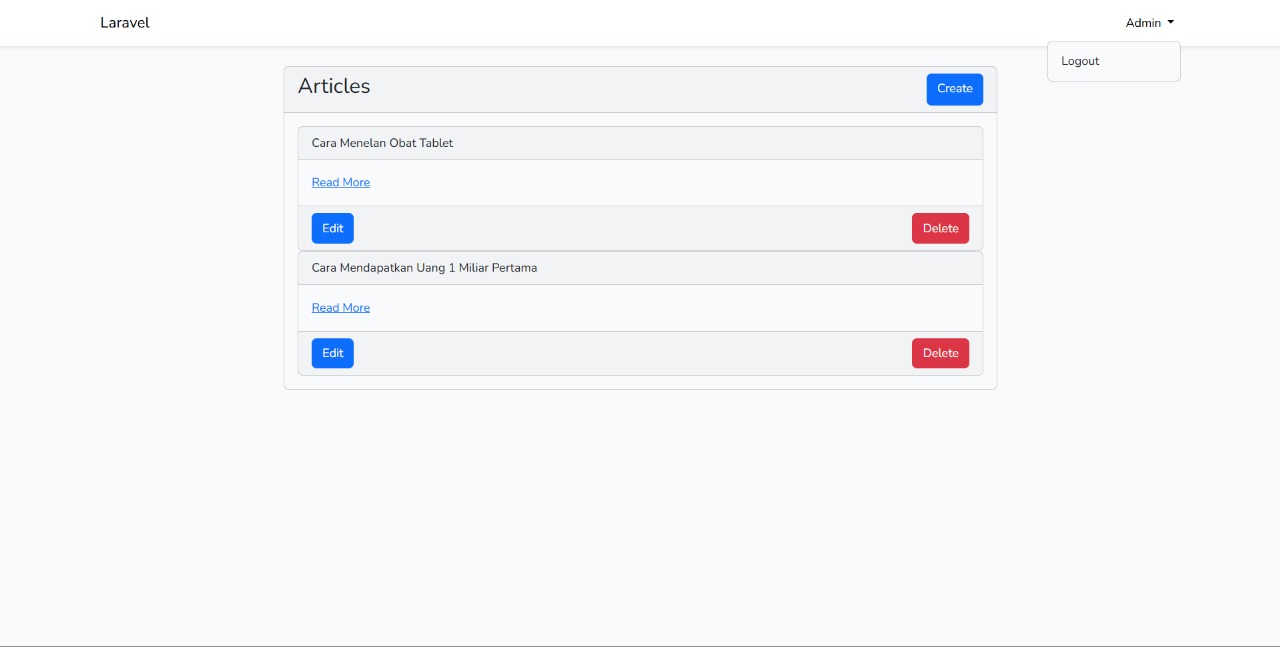 Laravel
Admin
Logout
Articles
Create
Cara Menelan Obat Tablet
Read More
Edit
Delete
Cara Mendapatkan Uang 1 Miliar Pertama
Read More
Edit
Delete